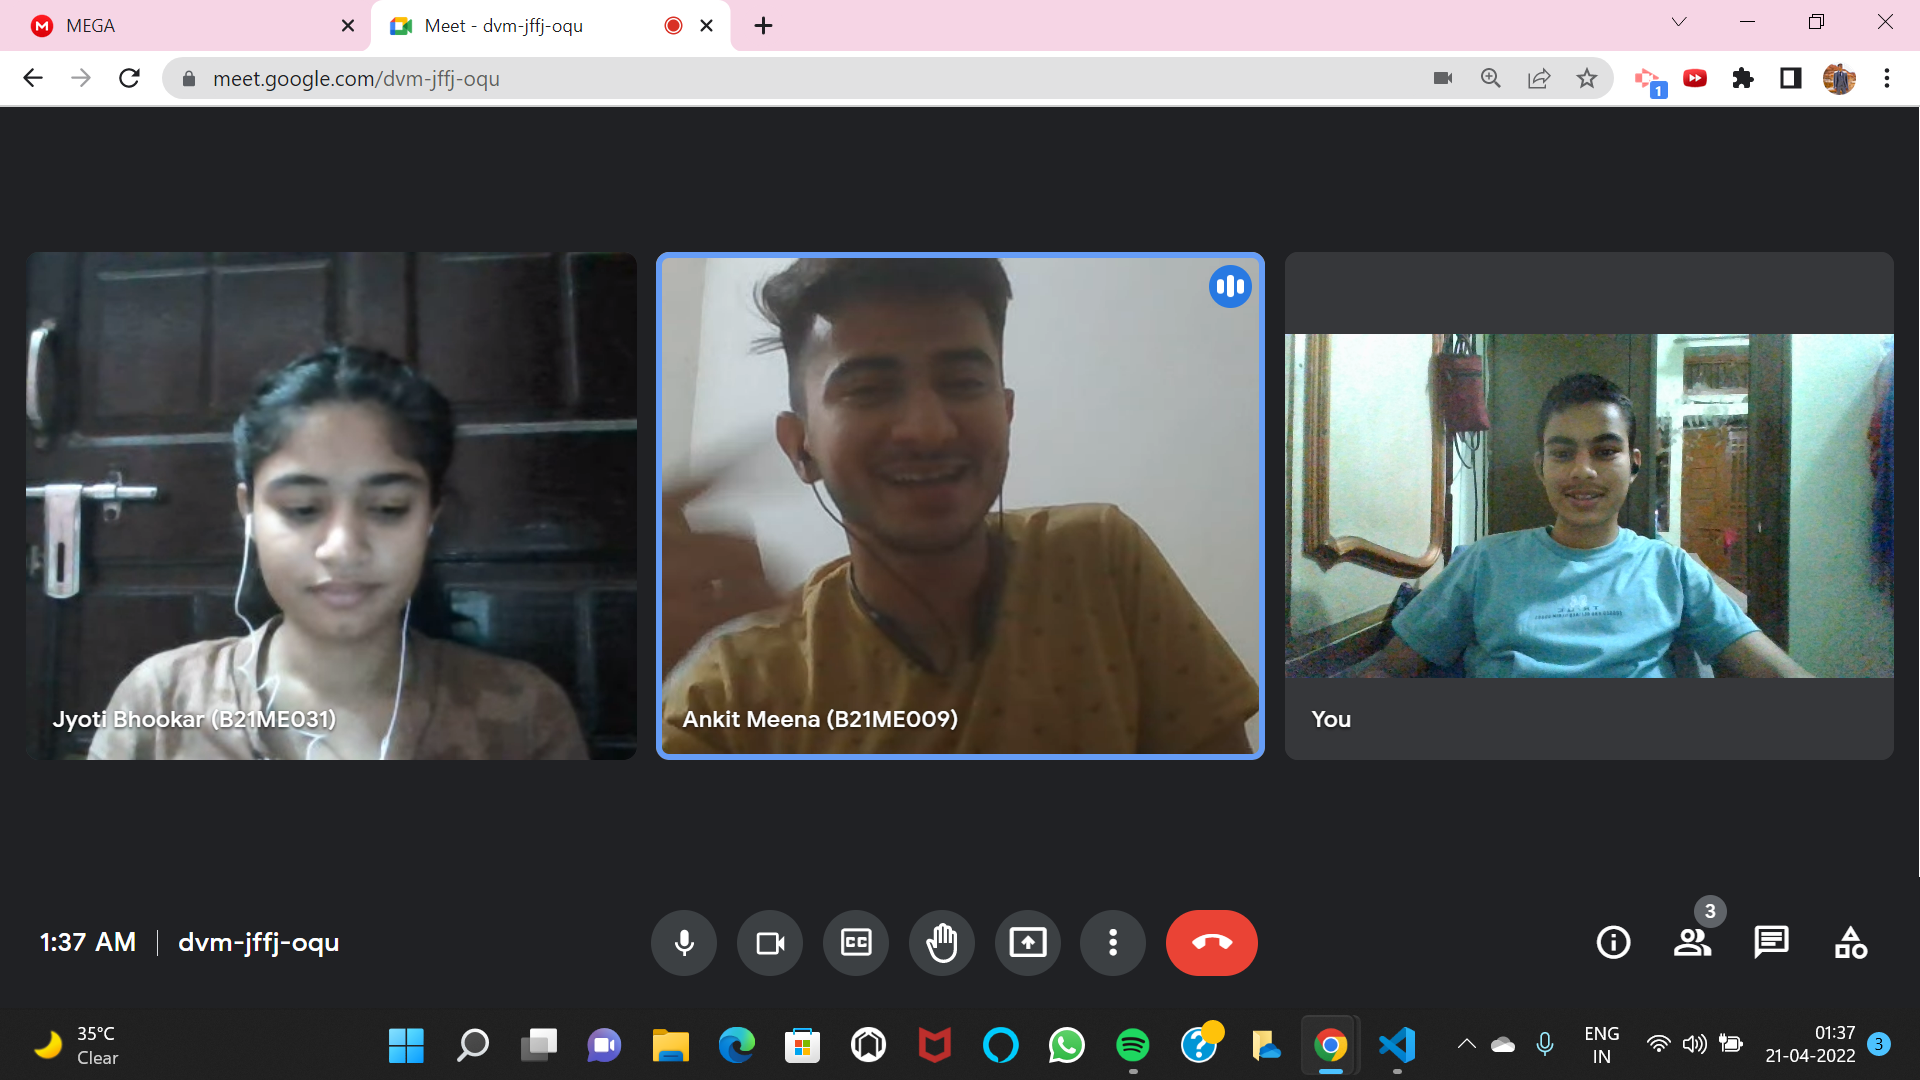 MEGA
Meet - dvm-jffj-oqu
meet.google.com/dvm-jffj-oqu
1
Jyoti Bhookar (B21ME031)
Ankit Meena (B21ME009)
You
1:37 AM
dvm-jffj-oqu
CC
3
35°C
Clear
ENG
IN
01:37
21-04-2022
3